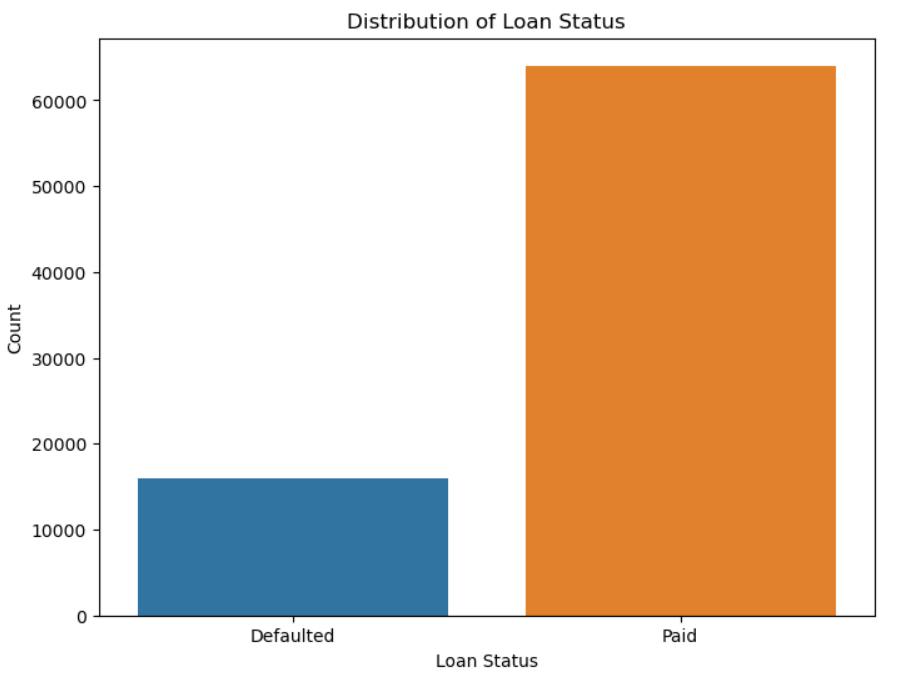 Distribution of Loan Status
60000
50000
40000
30000
20000
10000
0
Count
Defaulted
Paid
Loan Status